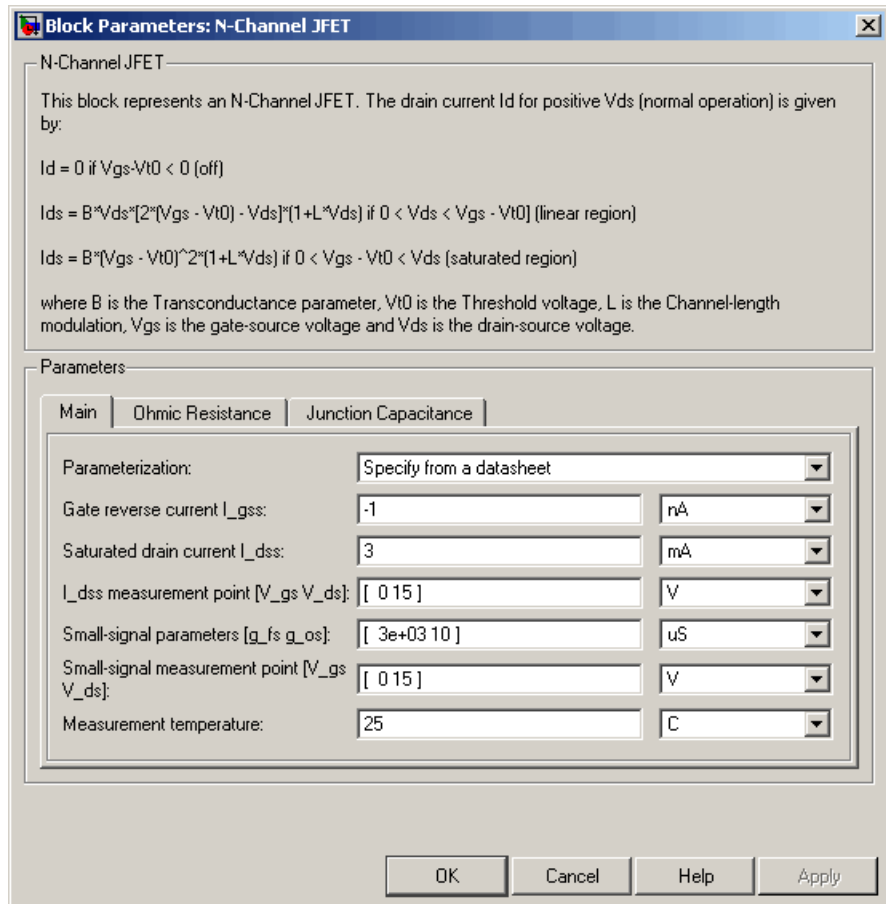 Block Parameters: N-Channel JFET
N-Channel JFET
This block represents an N-Channel JFET. The drain current Id for positive Vds (normal operation) is given
by:
Id = 0 if Vgs-Vt0 < 0 (off)
Ids = B*Vds*[2*(Vgs - Vt0) - Vds]*(1+L*Vds) if 0 < Vds < Vgs - Vt0] (linear region)
Ids = B*(Vgs - Vt0)^2*(1+L*Vds) if 0 < Vgs - Vt0 < Vds (saturated region)
where B is the Transconductance parameter, Vt0 is the Threshold voltage, L is the Channel-length
modulation, Vgs is the gate-source voltage and Vds is the drain-source voltage.
Parameters
Main Ohmic Resistance Junction Capacitance
Parameterization: Specify from a datasheet
Gate reverse current I_gss: -1 nA
Saturated drain current I_dss: 3 mA
I_dss measurement point [V_gs V_ds]: [ 0 15 ] V
Small-signal parameters [g_fs g_os]: [ 3e+03 10 ] uS
Small-signal measurement point [V_gs
V_ds]: [ 0 15 ] V
Measurement temperature: 25 C
OK Cancel Help Apply